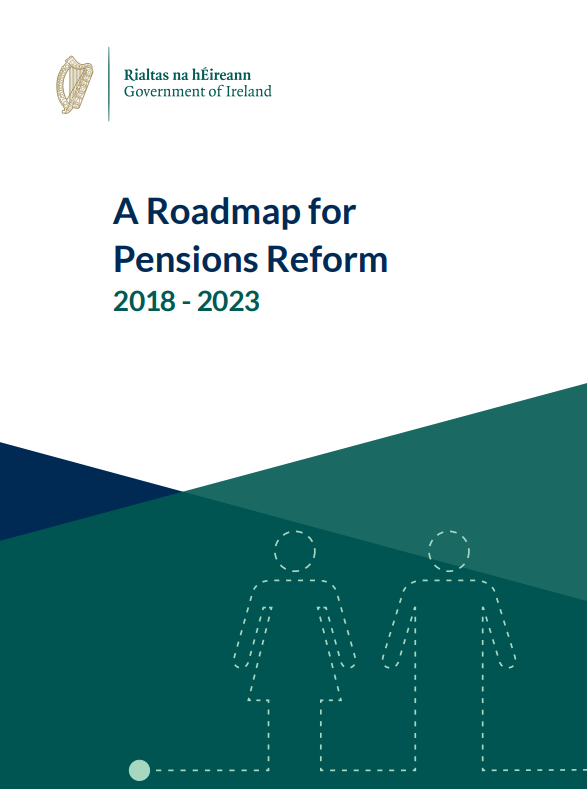 Rialtas na hÉireann
Government of Ireland
A Roadmap for
Pensions Reform
2018 - 2023